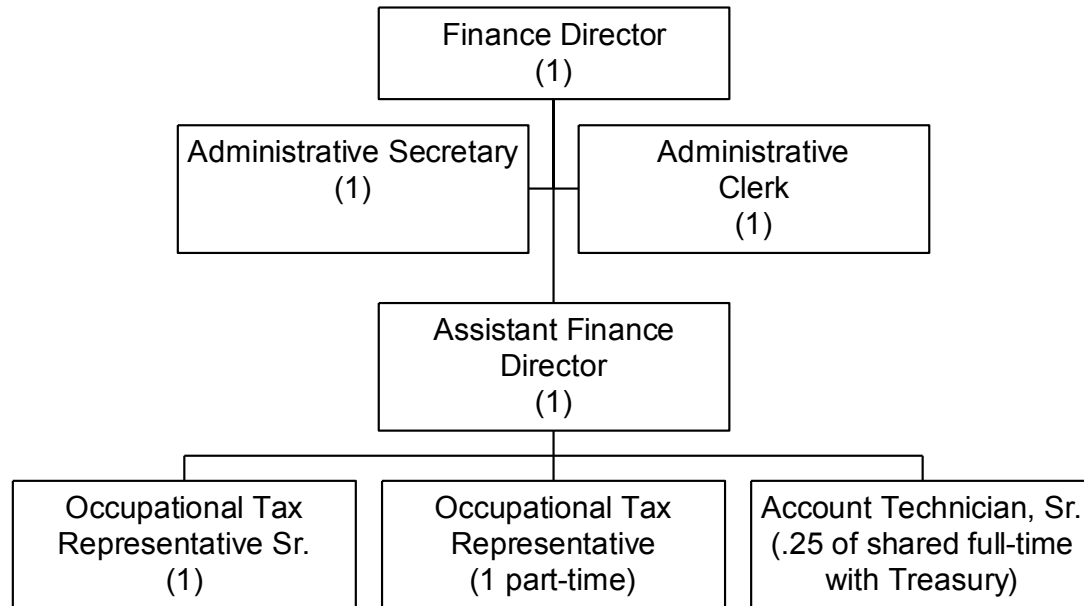 Finance Director
(1)
Administrative Secretary
(1)
Administrative
Clerk
(1)
Assistant Finance
Director
(1)
Occupational Tax
Representative Sr.
(1)
Occupational Tax
Representative
(1 part-time)
Account Technician, Sr.
(.25 of shared full-time
with Treasury)